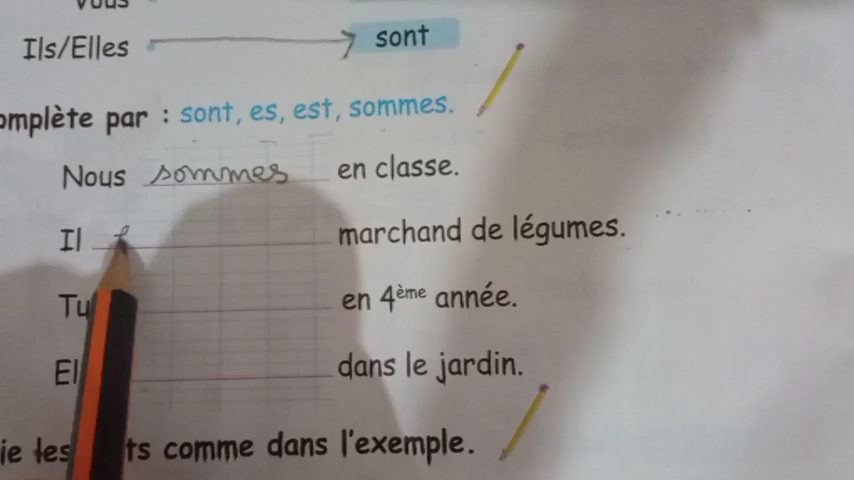 Ils/Elles sont
omplète par : sont, es, est, sommes.
Nous sommes en classe.
Il e marchand de légumes.
Tu en 4ème année.
El dans le jardin.
ie les ts comme dans l'exemple.